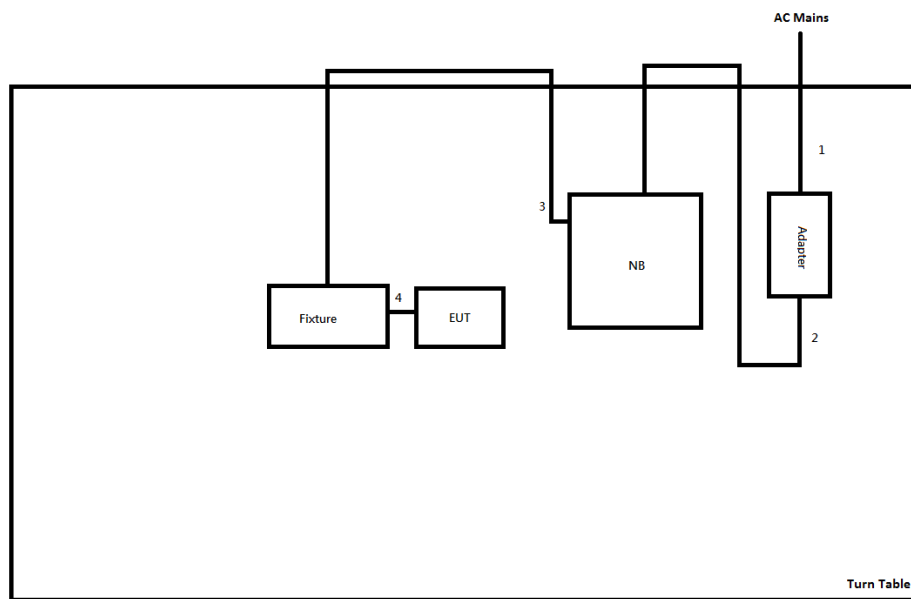 AC Mains
1
3
Adapter
NB
4
Fixture
EUT
2
Turn Table